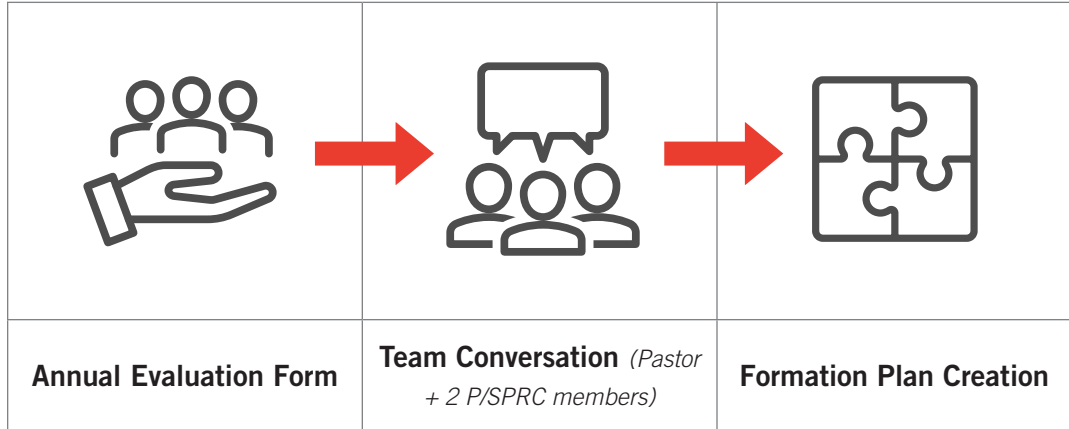 Annual Evaluation Form
Team Conversation (Pastor
+ 2 P/SPRC members)
Formation Plan Creation